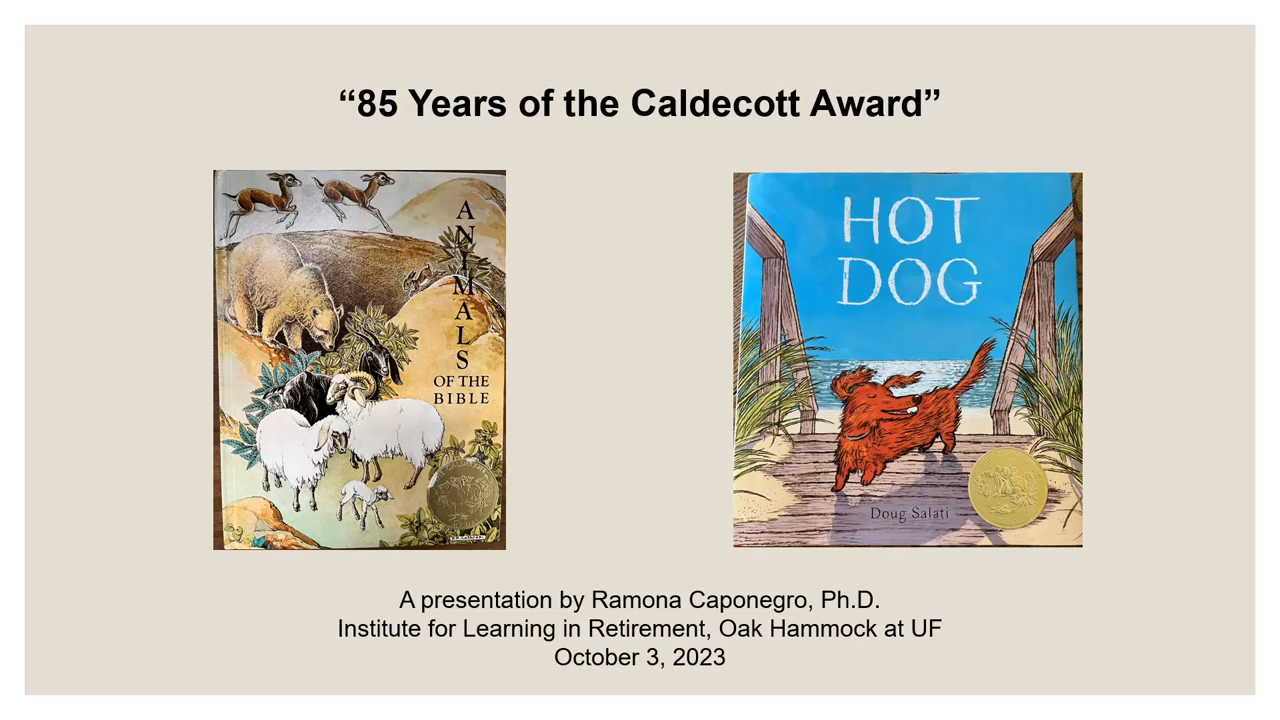 “85 Years of the Caldecott Award”
ANIMALS
OF THE
BIBLE
HOT
DOG
Doug Salati
A presentation by Ramona Caponegro, Ph.D.
Institute for Learning in Retirement, Oak Hammock at UF
October 3, 2023